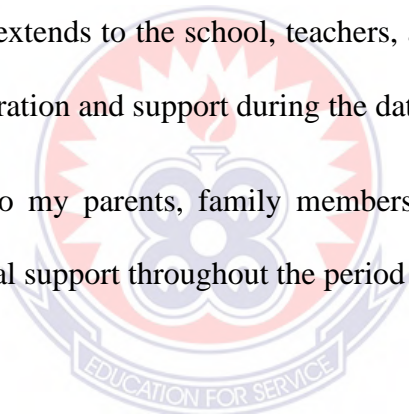 extends to the school, teachers,
ration and support during the dat
o my parents, family members
al support throughout the period
EDUCATION FOR SERVICE